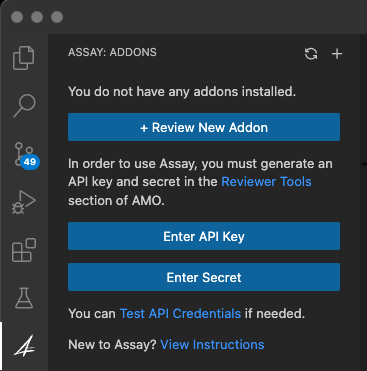 ASSAY: ADDONS
You do not have any addons installed.
+ Review New Addon
In order to use Assay, you must generate an
API key and secret in the Reviewer Tools
section of AMO.
49
Enter API Key
Enter Secret
You can Test API Credentials if needed.
New to Assay? View Instructions